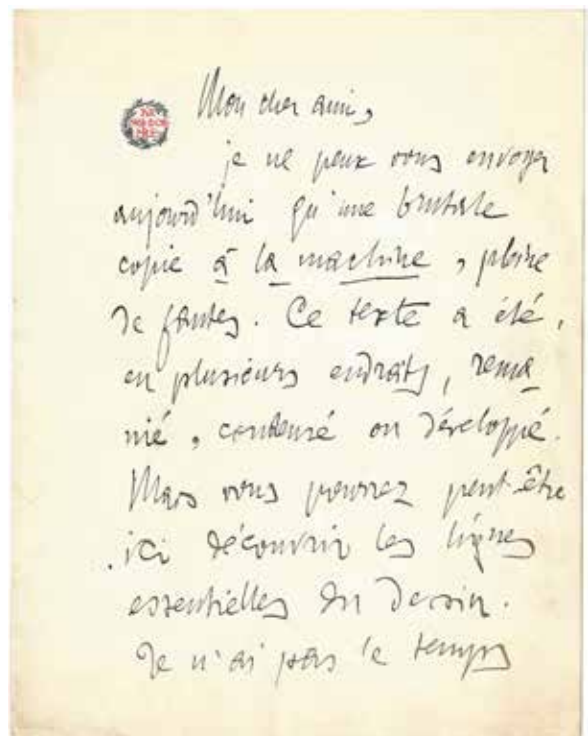 Mon cher ami,
je ne peux vous envoyer
aujourd'hui qu'une brutale
copie à la machine, pleine
de fautes. Ce texte a été,
en plusieurs endroits, rema
nié, condensé ou développé.
Mais vous pourrez peut-être
ici découvrir les lignes
essentielles du dessin.
Je n'ai pas le temps